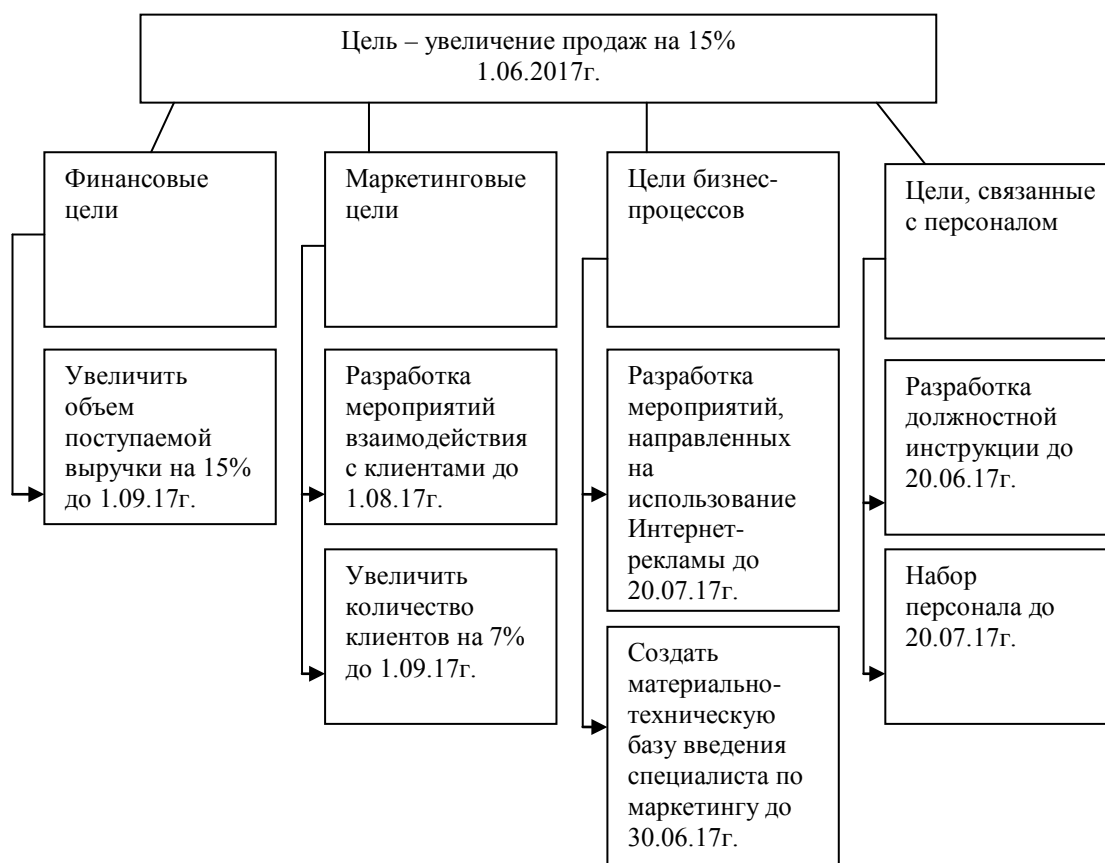 Цель – увеличение продаж на 15%
1.06.2017г.
Финансовые
цели
Маркетинговые
цели
Цели бизнес-
процессов
Цели, связанные
с персоналом
Увеличить
объем
поступаемой
выручки на 15%
до 1.09.17г.
Разработка
мероприятий
взаимодействия
с клиентами до
1.08.17г.
Увеличить
количество
клиентов на 7%
до 1.09.17г.
Разработка
мероприятий,
направленных
на
использование
Интернет-
рекламы до
20.07.17г.
Создать
материально-
техническую
базу введения
специалиста по
маркетингу до
30.06.17г.
Разработка
должностной
инструкции до
20.06.17г.
Набор
персонала до
20.07.17г.